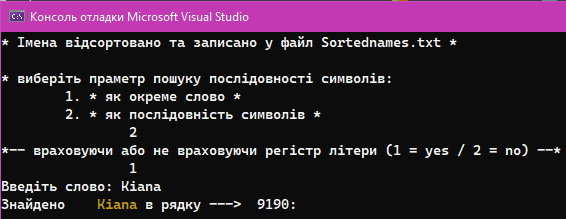 Консоль отладки Microsoft Visual Studio
* Імена відсортовано та записано у файл Sortednames.txt *
* виберіть праметр пошуку послідовності символів:
1. * як окреме слово *
2. * як послідовність символів *
2
*-- враховуючи або не враховуючи регістр літери (1 = yes / 2 = no) --*
1
Введіть слово: Kiana
Знайдено Kiana в рядку ---> 9190: